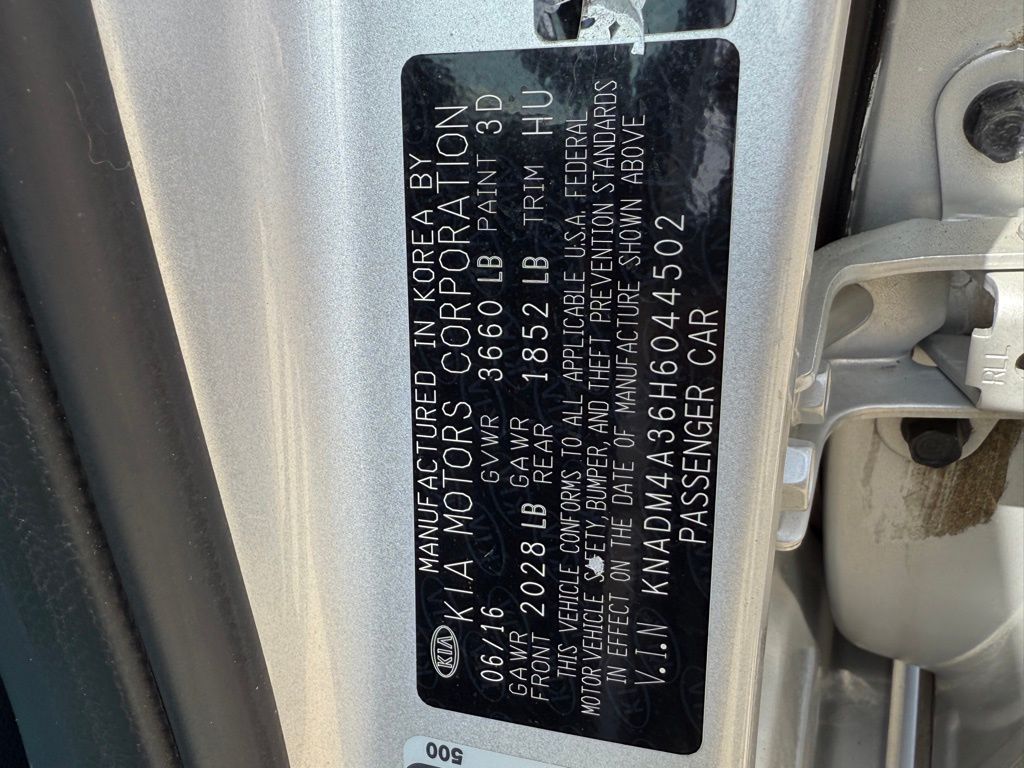 KIA MANUFACTURED IN KOREA BY
KIA MOTORS CORPORATION
06/16 GVWR 3660 LB PAINT 3D
GAWR FRONT 2028 LB GAWR REAR 1852 LB TRIM HU
THIS VEHICLE CONFORMS TO ALL APPLICABLE U.S.A. FEDERAL
MOTOR VEHICLE SAFETY, BUMPER, AND THEFT PREVENTION STANDARDS
IN EFFECT ON THE DATE OF MANUFACTURE SHOWN ABOVE
V.I.N KNADM4A36H6044502
PASSENGER CAR
500
RLL